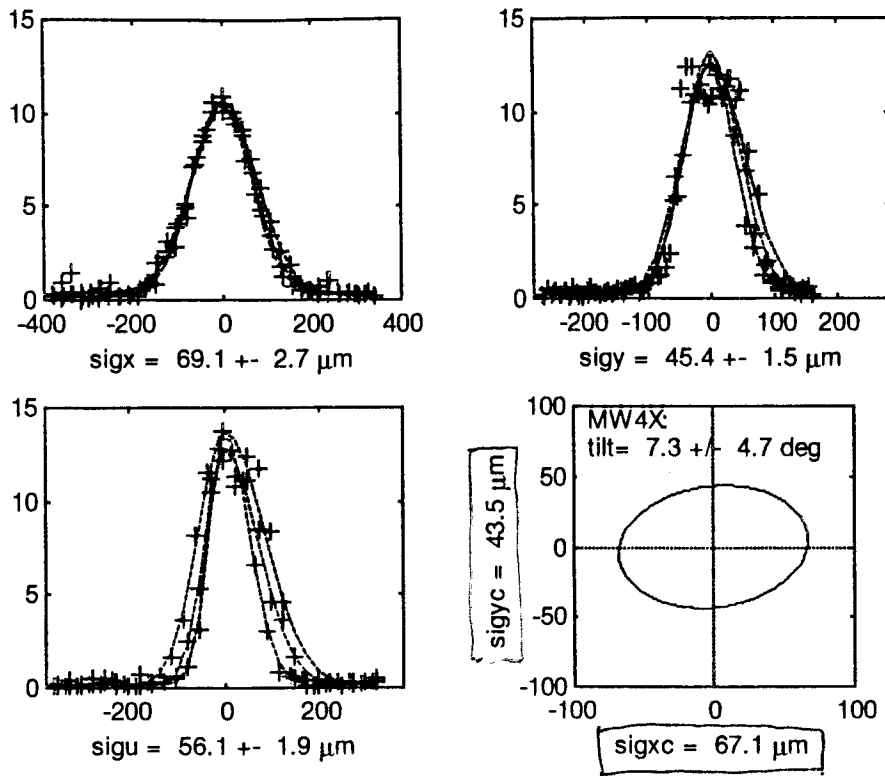 15
10
5
0
-400 -200 0 200 400
sigx = 69.1 +- 2.7 µm
15
10
5
0
-200 -100 0 100 200
sigy = 45.4 +- 1.5 µm
15
10
5
0
-200 0 200
sigu = 56.1 +- 1.9 µm
100
50
0
-50
-100
MW4X:
tilt= 7.3 +/- 4.7 deg
sigyc = 43.5 µm
-100 0 100
sigxc = 67.1 µm